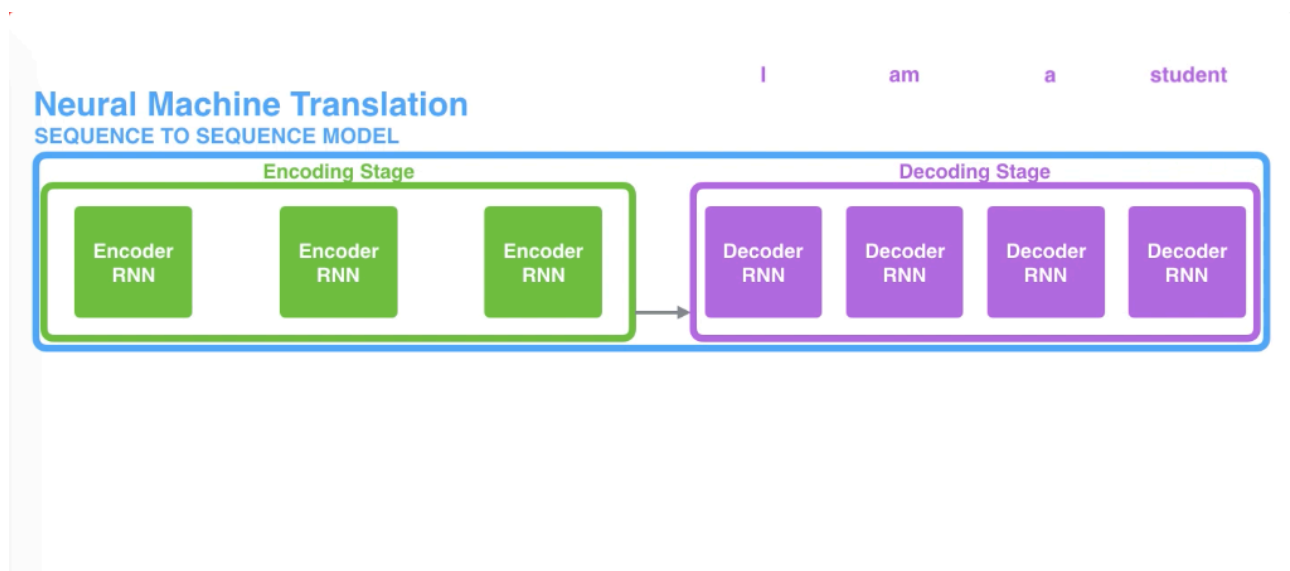 I am a student
Neural Machine Translation
SEQUENCE TO SEQUENCE MODEL
Encoding Stage
Encoder
RNN
Encoder
RNN
Encoder
RNN
Decoding Stage
Decoder
RNN
Decoder
RNN
Decoder
RNN
Decoder
RNN